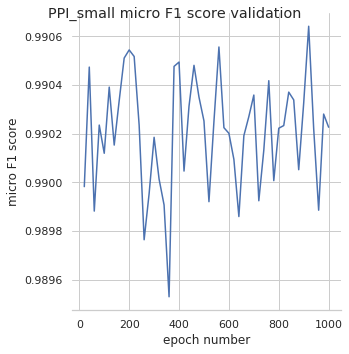 PPI_small micro F1 score validation
0.9906
0.9904
0.9902
0.9900
0.9898
0.9896
micro F1 score
0 200 400 600 800 1000
epoch number